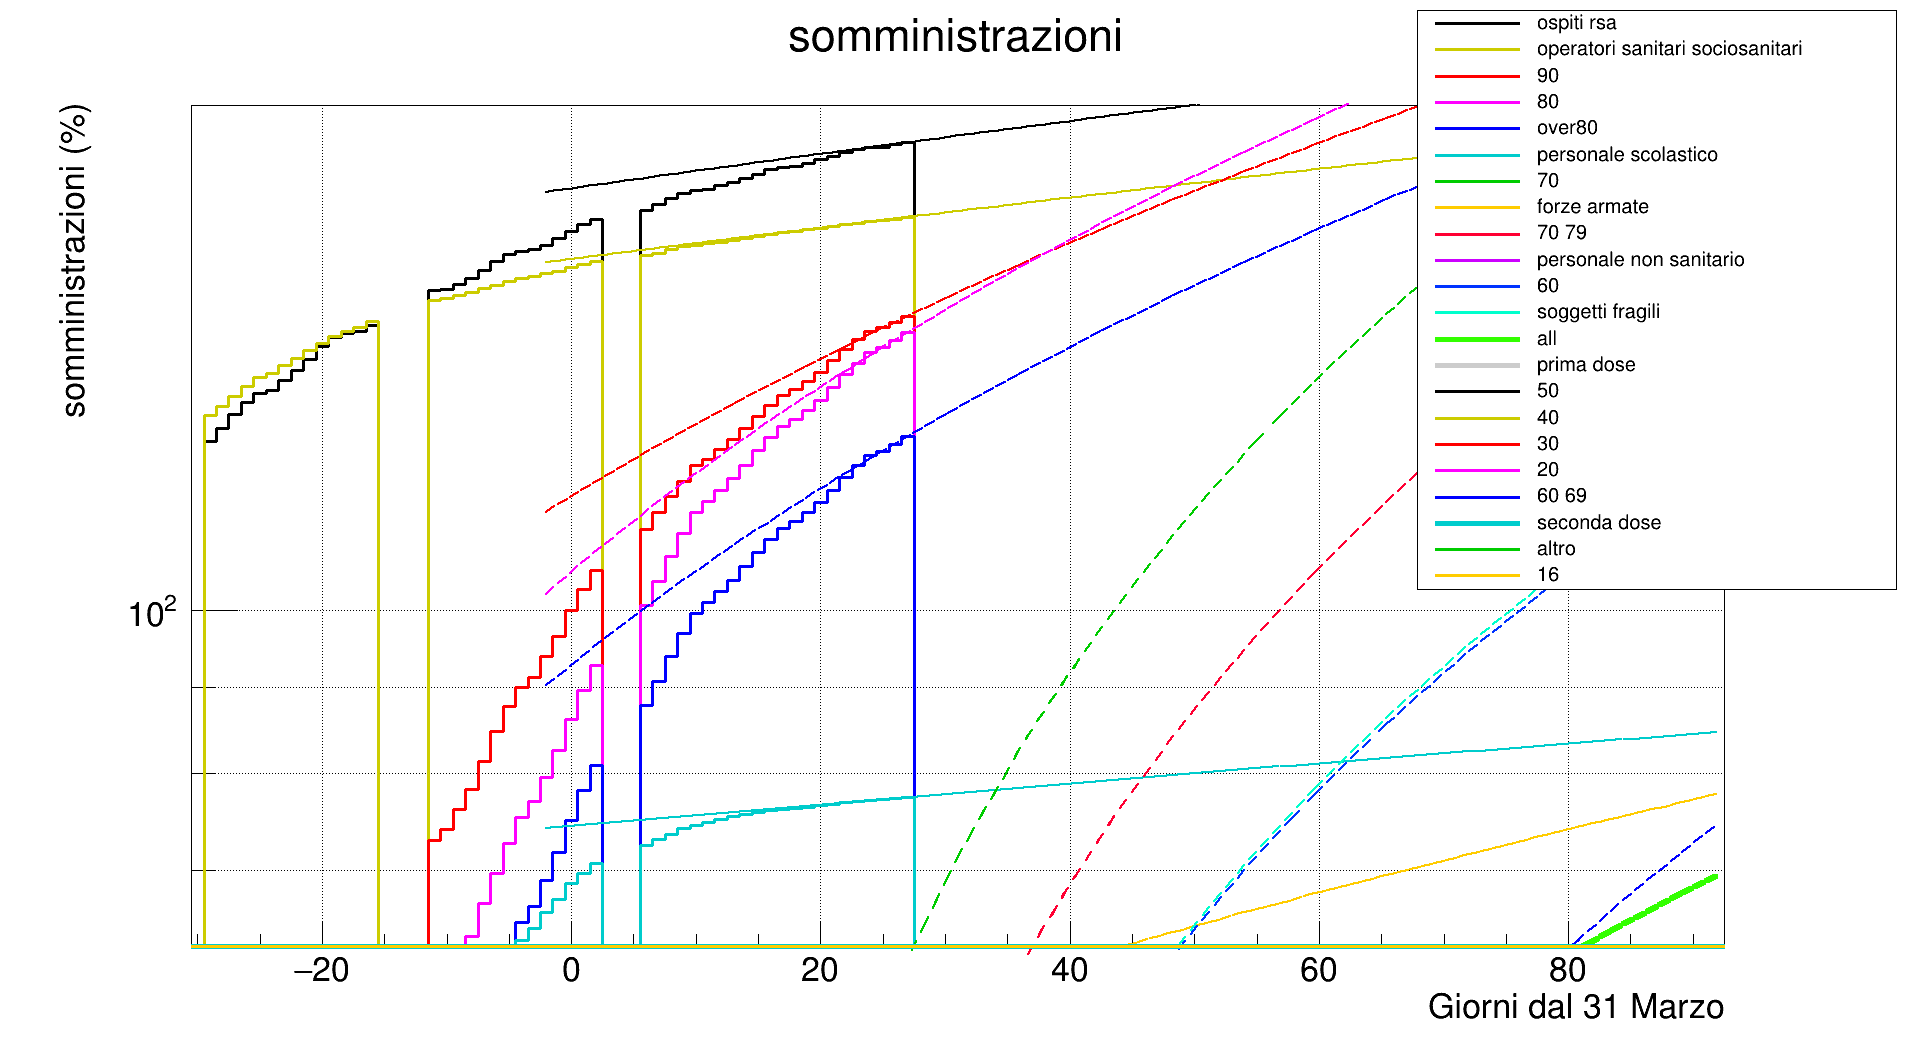 somministrazioni
somministrazioni (%)
10²
−20 0 20 40 60 80
Giorni dal 31 Marzo
ospiti rsa
operatori sanitari sociosanitari
90
80
over80
personale scolastico
70
forze armate
70 79
personale non sanitario
60
soggetti fragili
all
prima dose
50
40
30
20
60 69
seconda dose
altro
16